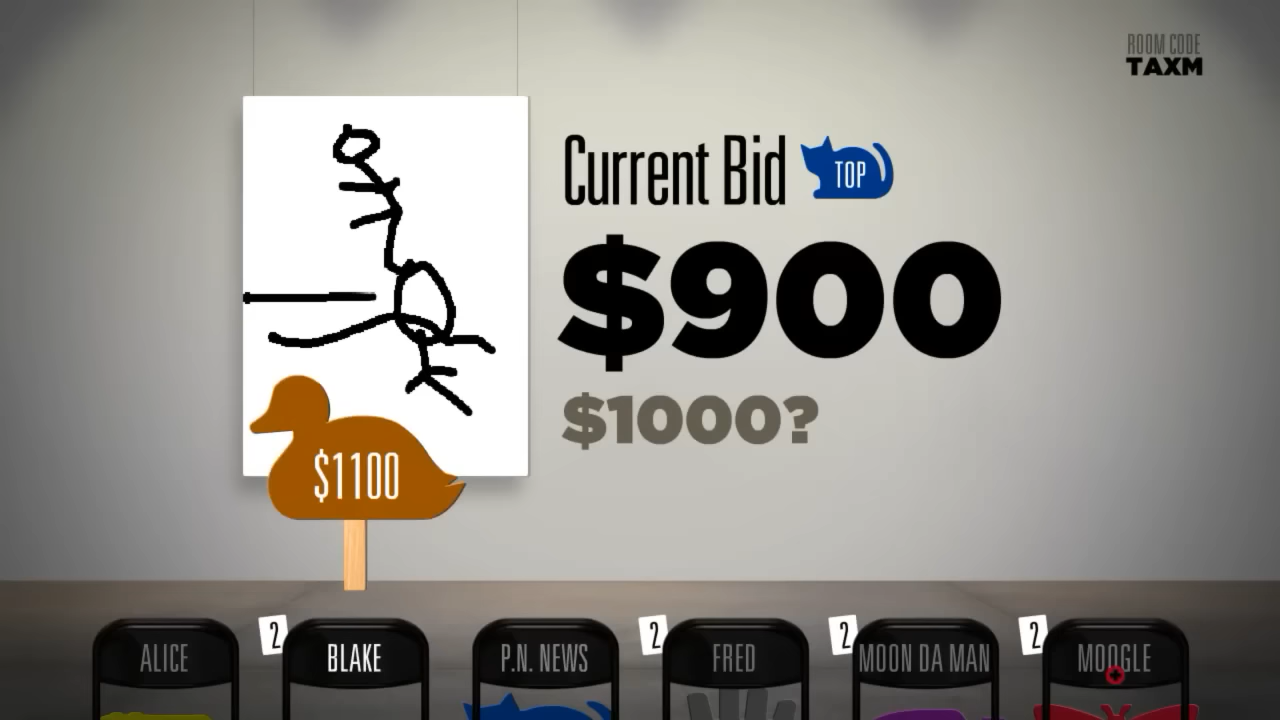 ROOM CODE
TAXM
Current Bid TOP
$900
$1000?
$1100
ALICE
2 BLAKE
P.N. NEWS
2 FRED
2 MOON DA MAN
2 MOOGLE